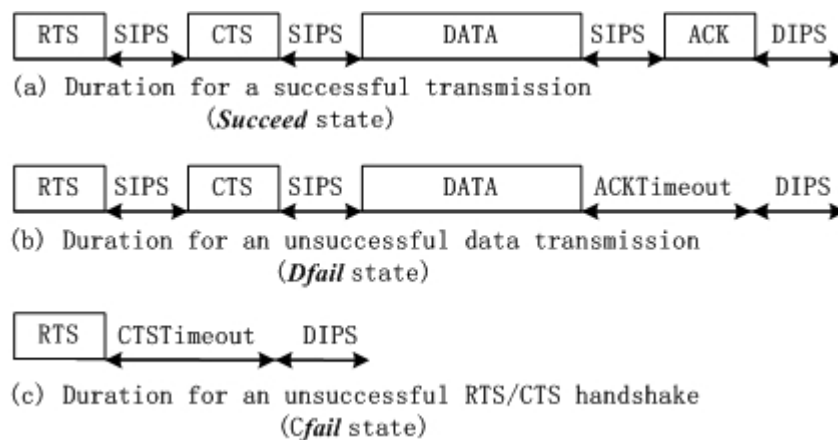 RTS SIPS CTS SIPS DATA SIPS ACK DIPS
(a) Duration for a successful transmission
(Succeed state)
RTS SIPS CTS SIPS DATA ACKTimeout DIPS
(b) Duration for an unsuccessful data transmission
(Dfail state)
RTS CTSTimeout DIPS
(c) Duration for an unsuccessful RTS/CTS handshake
(Cfail state)